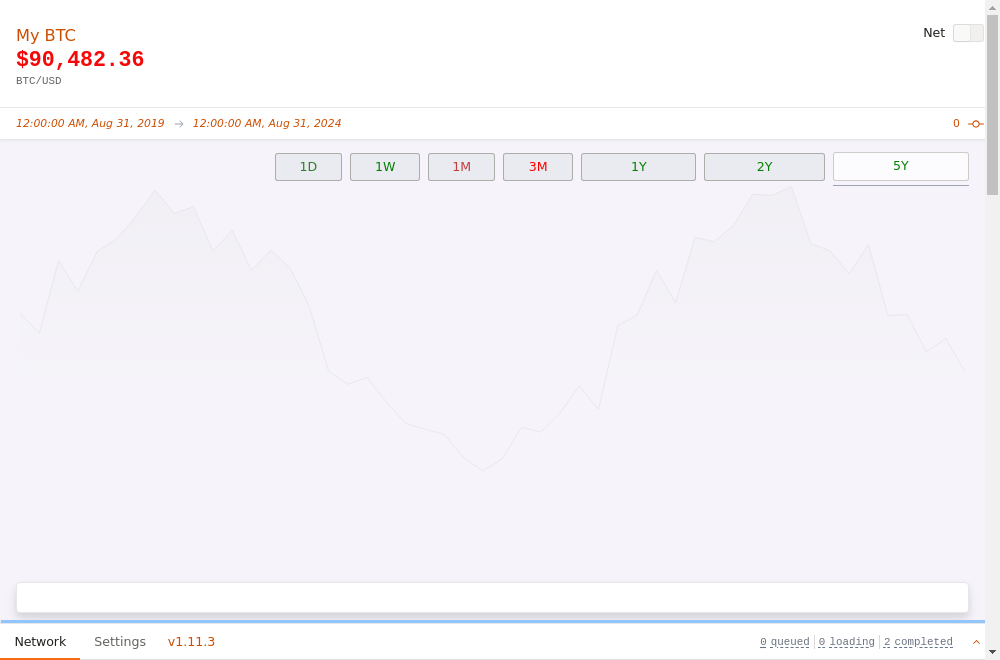 My BTC
Net
$90,482.36
BTC/USD
12:00:00 AM, Aug 31, 2019 → 12:00:00 AM, Aug 31, 2024
0
1D 1W 1M 3M 1Y 2Y 5Y
Network Settings v1.11.3 0 queued 0 loading 2 completed